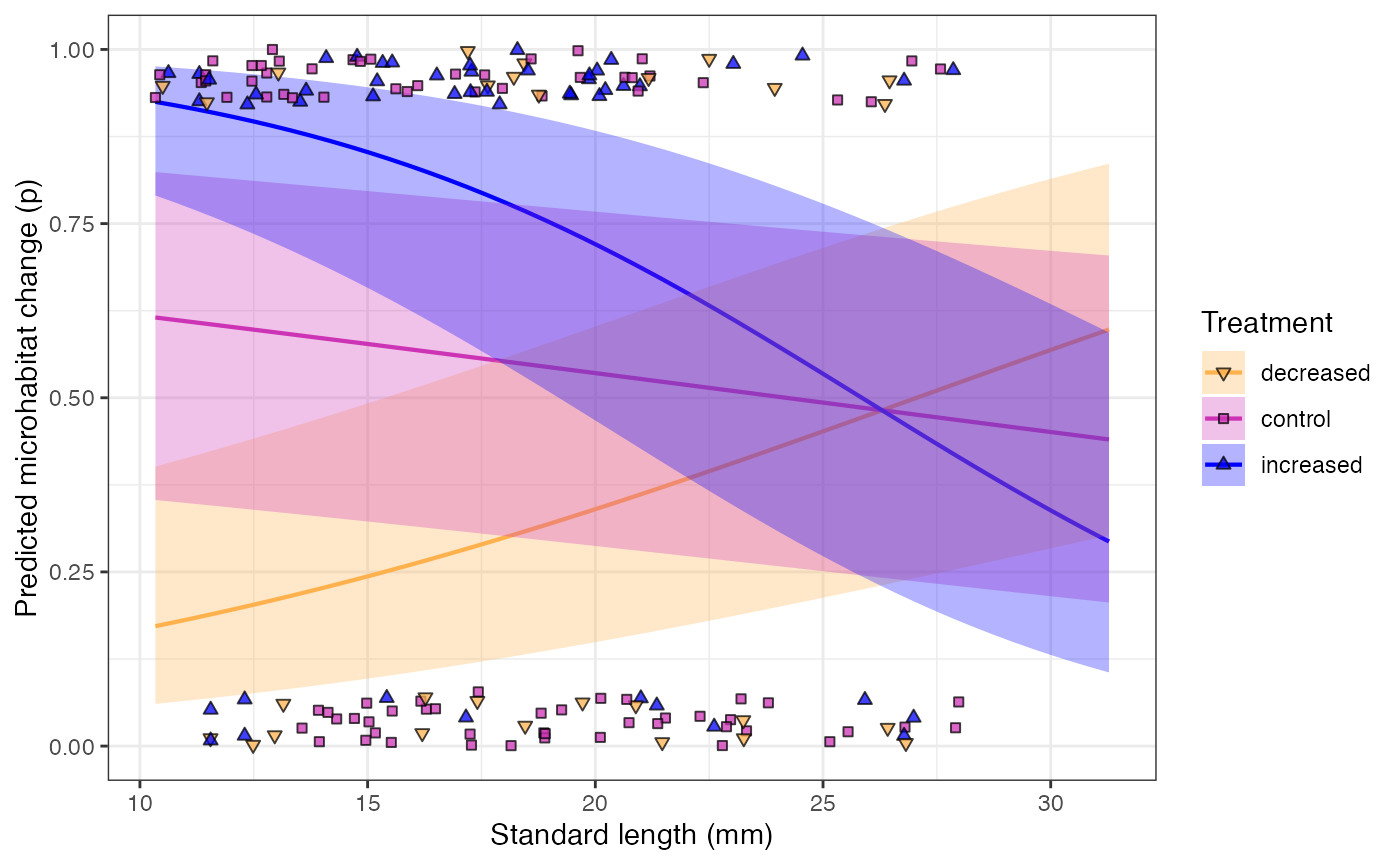 Predicted microhabitat change (p)
1.00
0.75
0.50
0.25
0.00
10
15
20
25
30
Standard length (mm)
Treatment
decreased
control
increased